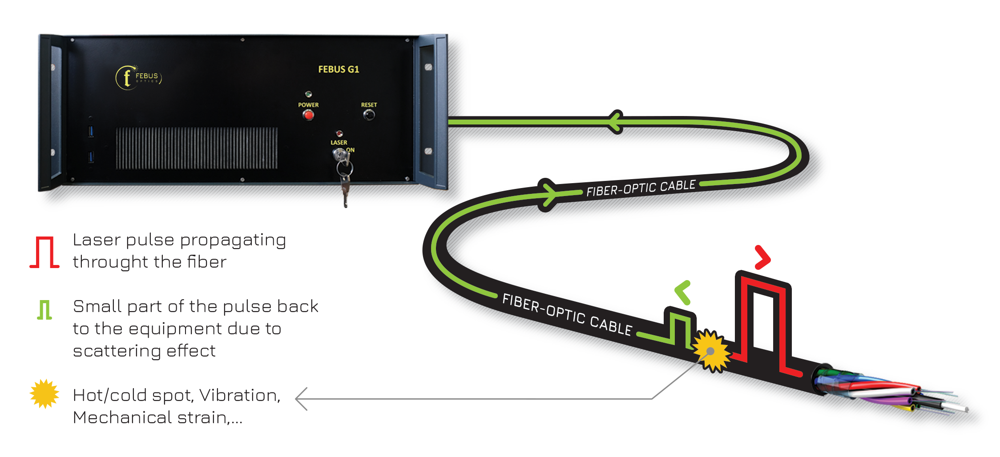 f FEBUS
OPTICS
FEBUS G1
POWER
RESET
LASER
ON
FIBER-OPTIC CABLE
FIBER-OPTIC CABLE
Laser pulse propagating
throught the fiber
Small part of the pulse back
to the equipment due to
scattering effect
Hot/cold spot, Vibration,
Mechanical strain,...